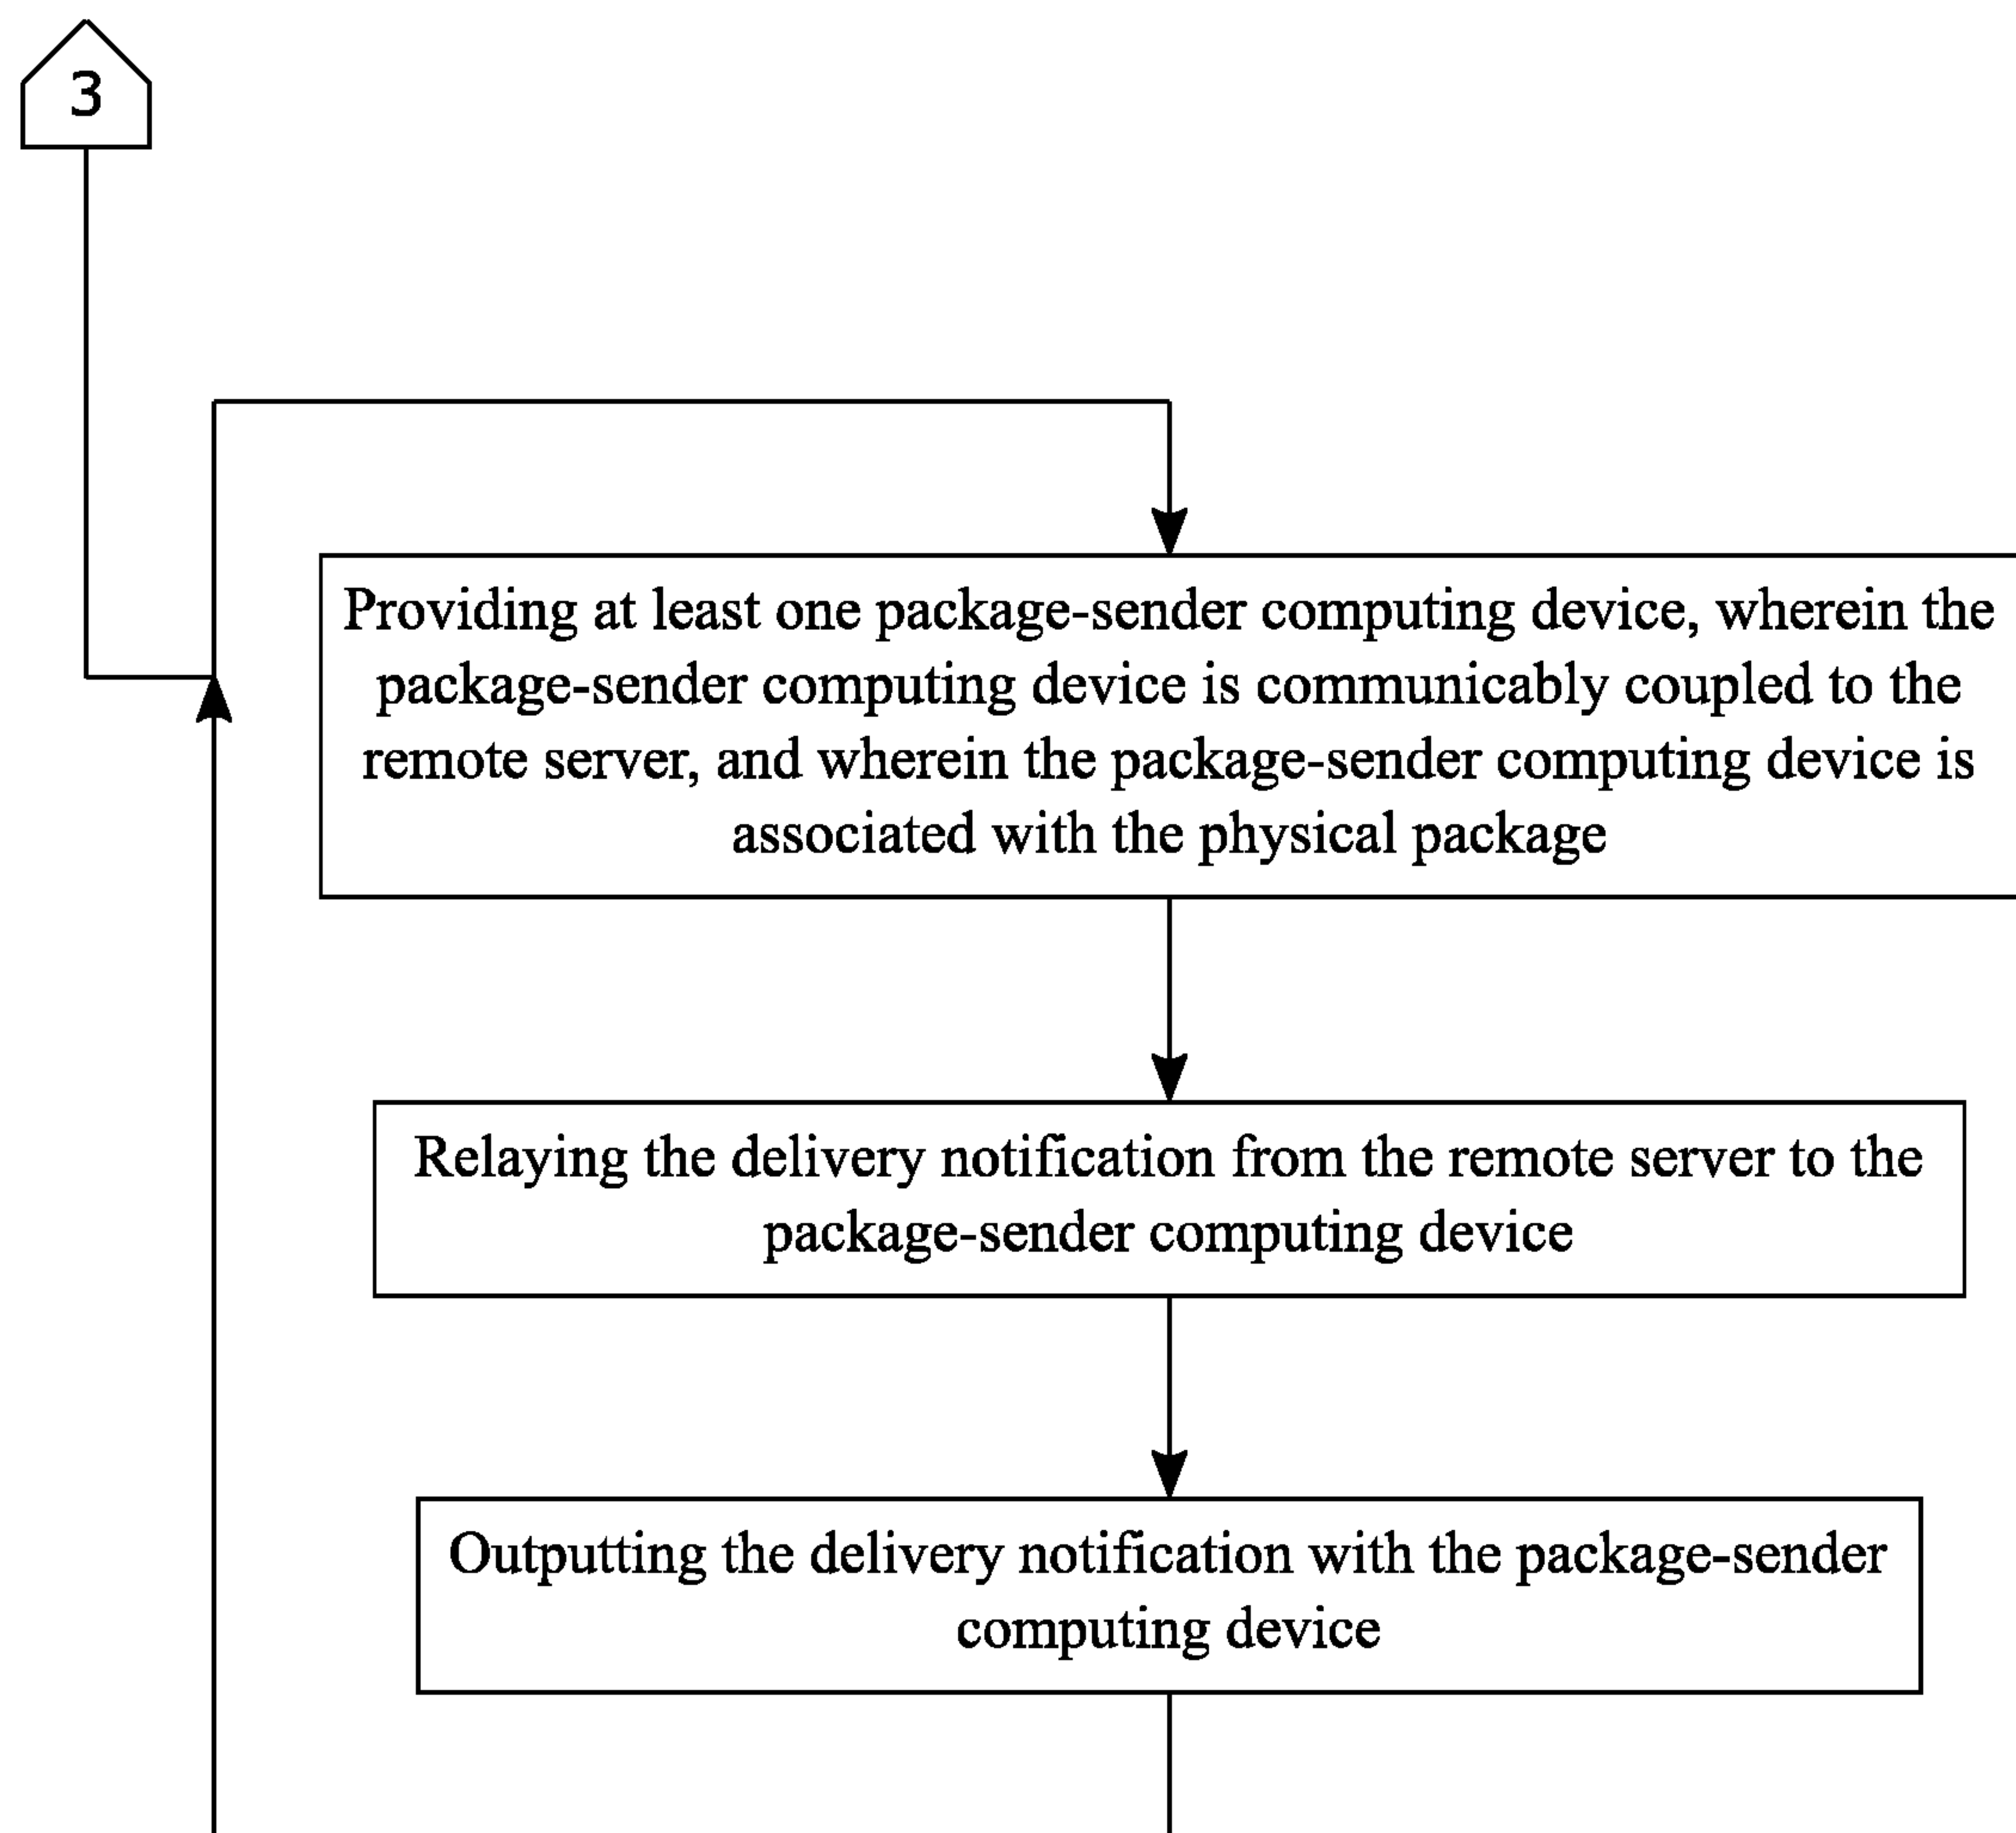 3
Providing at least one package-sender computing device, wherein the
package-sender computing device is communicably coupled to the
remote server, and wherein the package-sender computing device is
associated with the physical package
Relaying the delivery notification from the remote server to the
package-sender computing device
Outputting the delivery notification with the package-sender
computing device